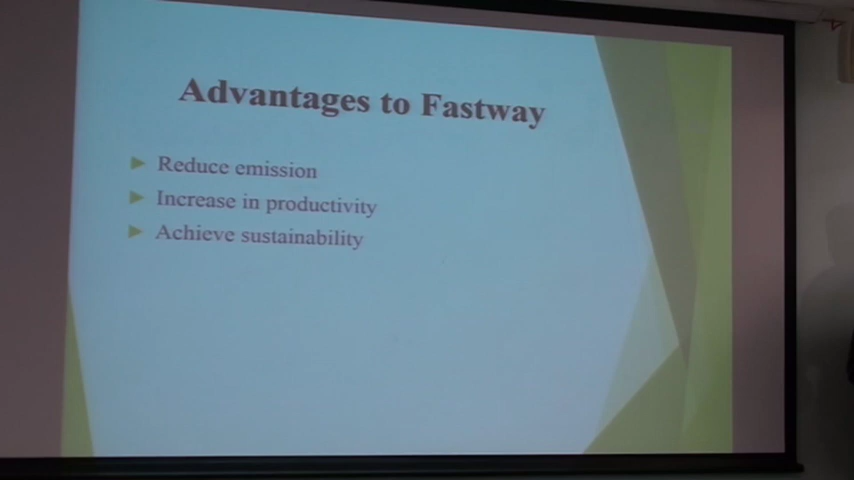 Advantages to Fastway
Reduce emission
Increase in productivity
Achieve sustainability